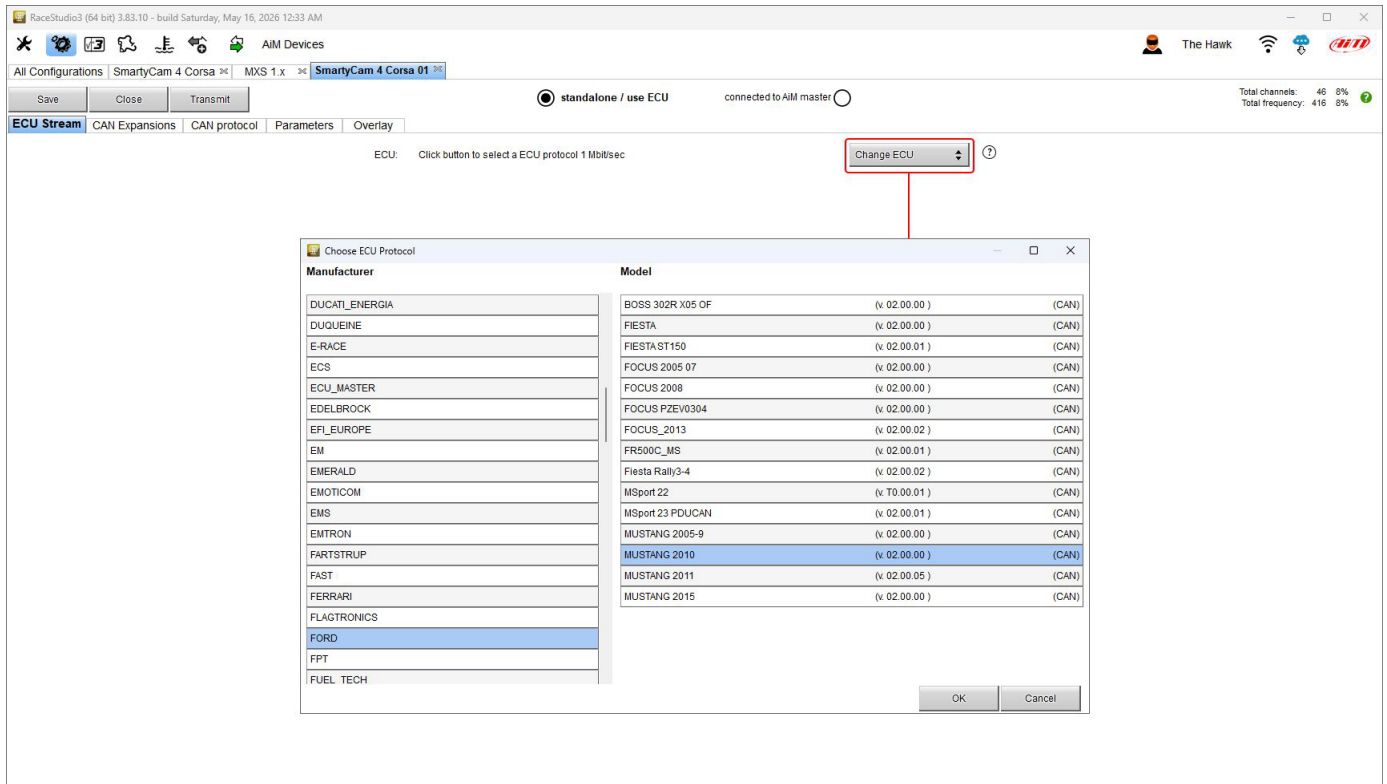 RaceStudio3 (64 bit) 3.83.10 - build Saturday, May 16, 2026 12:33 AM
AiM Devices
The Hawk
AiM
All Configurations
SmartyCam 4 Corsa
MXS 1.x
SmartyCam 4 Corsa 01
Save
Close
Transmit
standalone / use ECU
connected to AiM master
Total channels: 46 8%
Total frequency: 416 8%
ECU Stream
CAN Expansions
CAN protocol
Parameters
Overlay
ECU: Click button to select a ECU protocol 1 Mbit/sec
Change ECU
Choose ECU Protocol
Manufacturer
Model
DUCATI_ENERGIA
DUQUEINE
E-RACE
ECS
ECU_MASTER
EDELBROCK
EFI_EUROPE
EM
EMERALD
EMOTICOM
EMS
EMTRON
FARTSTRUP
FAST
FERRARI
FLAGTRONICS
FORD
FPT
FUEL_TECH
BOSS 302R X05 OF (v. 02.00.00 ) (CAN)
FIESTA (v. 02.00.00 ) (CAN)
FIESTA ST150 (v. 02.00.01 ) (CAN)
FOCUS 2005 07 (v. 02.00.00 ) (CAN)
FOCUS 2008 (v. 02.00.00 ) (CAN)
FOCUS PZEV0304 (v. 02.00.00 ) (CAN)
FOCUS_2013 (v. 02.00.02 ) (CAN)
FR500C_MS (v. 02.00.01 ) (CAN)
Fiesta Rally3-4 (v. 02.00.02 ) (CAN)
MSport 22 (v. T0.00.01 ) (CAN)
MSport 23 PDUCAN (v. 02.00.01 ) (CAN)
MUSTANG 2005-9 (v. 02.00.00 ) (CAN)
MUSTANG 2010 (v. 02.00.00 ) (CAN)
MUSTANG 2011 (v. 02.00.05 ) (CAN)
MUSTANG 2015 (v. 02.00.00 ) (CAN)
OK
Cancel